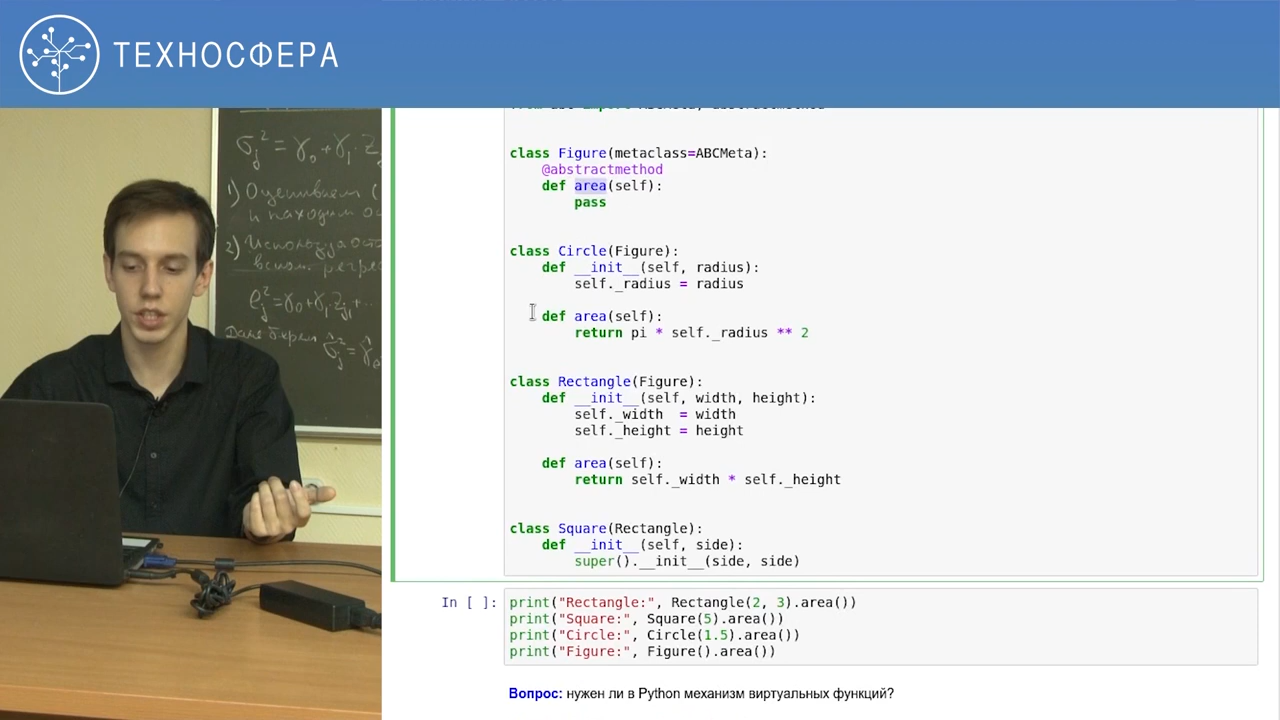 ТЕХНОСФЕРА
class Figure(metaclass=ABCMeta):
    @abstractmethod
    def area(self):
        pass
class Circle(Figure):
    def __init__(self, radius):
        self._radius = radius
    def area(self):
        return pi * self._radius ** 2
class Rectangle(Figure):
    def __init__(self, width, height):
        self._width  = width
        self._height = height
    def area(self):
        return self._width * self._height
class Square(Rectangle):
    def __init__(self, side):
        super().__init__(side, side)
In [ ]:
print("Rectangle:", Rectangle(2, 3).area())
print("Square:", Square(5).area())
print("Circle:", Circle(1.5).area())
print("Figure:", Figure().area())
Вопрос: нужен ли в Python механизм виртуальных функций?
1) Оцениваем (
2) Использу